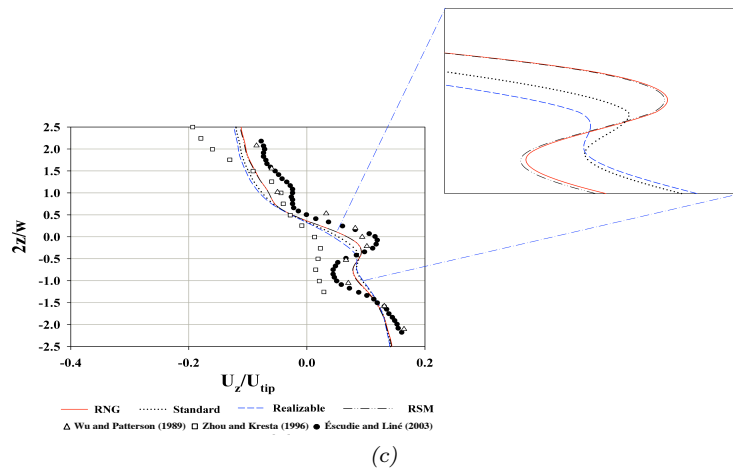 2.5
2.0
1.5
1.0
0.5
0.0
-0.5
-1.0
-1.5
-2.0
-2.5
2z/w
-0.4 -0.2 0.0 0.2
Uz/Utip
RNG Standard Realizable RSM
Wu and Patterson (1989) Zhou and Kresta (1996) Éscudie and Liné (2003)
(c)